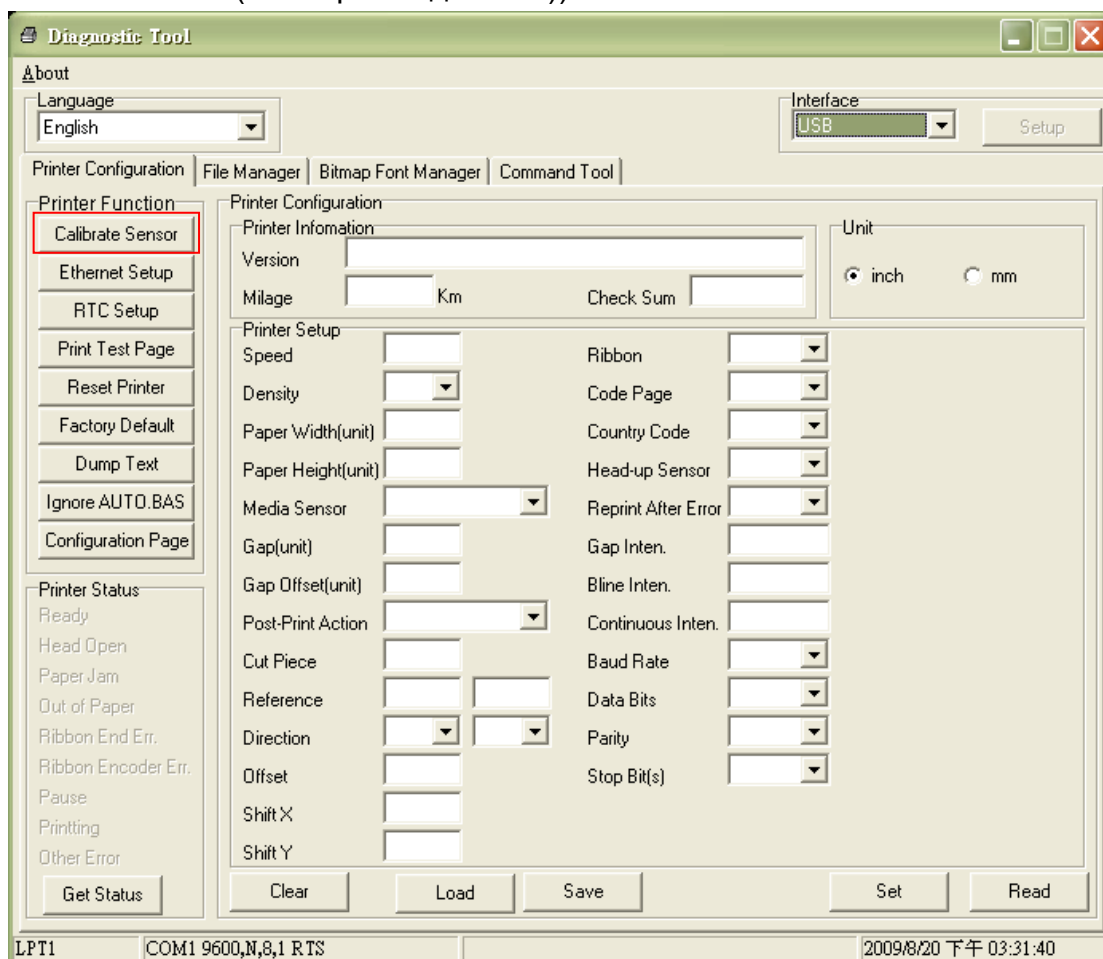 Diagnostic Tool
About
Language
English
Interface
USB
Setup
Printer Configuration File Manager Bitmap Font Manager Command Tool
Printer Function
Calibrate Sensor
Ethernet Setup
RTC Setup
Print Test Page
Reset Printer
Factory Default
Dump Text
Ignore AUTO.BAS
Configuration Page
Printer Status
Ready
Head Open
Paper Jam
Out of Paper
Ribbon End Err.
Ribbon Encoder Err.
Pause
Printting
Other Error
Get Status
Printer Configuration
Printer Infomation
Version
Milage Km Check Sum
Unit
inch mm
Printer Setup
Speed Ribbon
Density Code Page
Paper Width(unit) Country Code
Paper Height(unit) Head-up Sensor
Media Sensor Reprint After Error
Gap(unit) Gap Inten.
Gap Offset(unit) Bline Inten.
Post-Print Action Continuous Inten.
Cut Piece Baud Rate
Reference Data Bits
Direction Parity
Offset Stop Bit(s)
Shift X
Shift Y
Clear Load Save Set Read
LPT1 COM1 9600,N,8,1 RTS 2009/8/20 下午 03:31:40